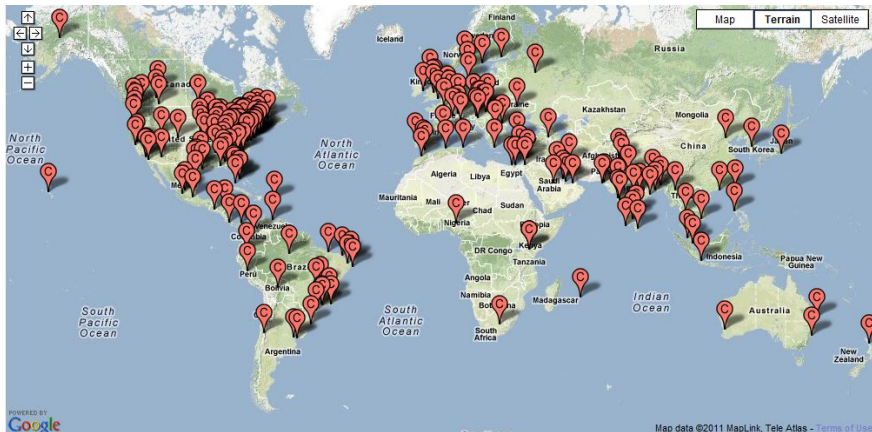 Map
Terrain
Satellite
Iceland
Finland
Russia
North
Pacific
Ocean
North
Atlantic
Ocean
Kazakhstan
Mongolia
China
South Korea
Japan
Algeria
Libya
Egypt
Saudi
Arabia
Mauritania
Mali
Chad
Sudan
Nigeria
Kenya
DR Congo
Tanzania
Angola
Namibia
Madagascar
South
Africa
Venezuela
Perú
Bolivia
Argentina
South
Pacific
Ocean
South
Atlantic
Ocean
Indian
Ocean
Indonesia
Papua New
Guinea
Australia
New
Zealand
POWERED BY
Google
Map data ©2011 MapLink, Tele Atlas - Terms of Use